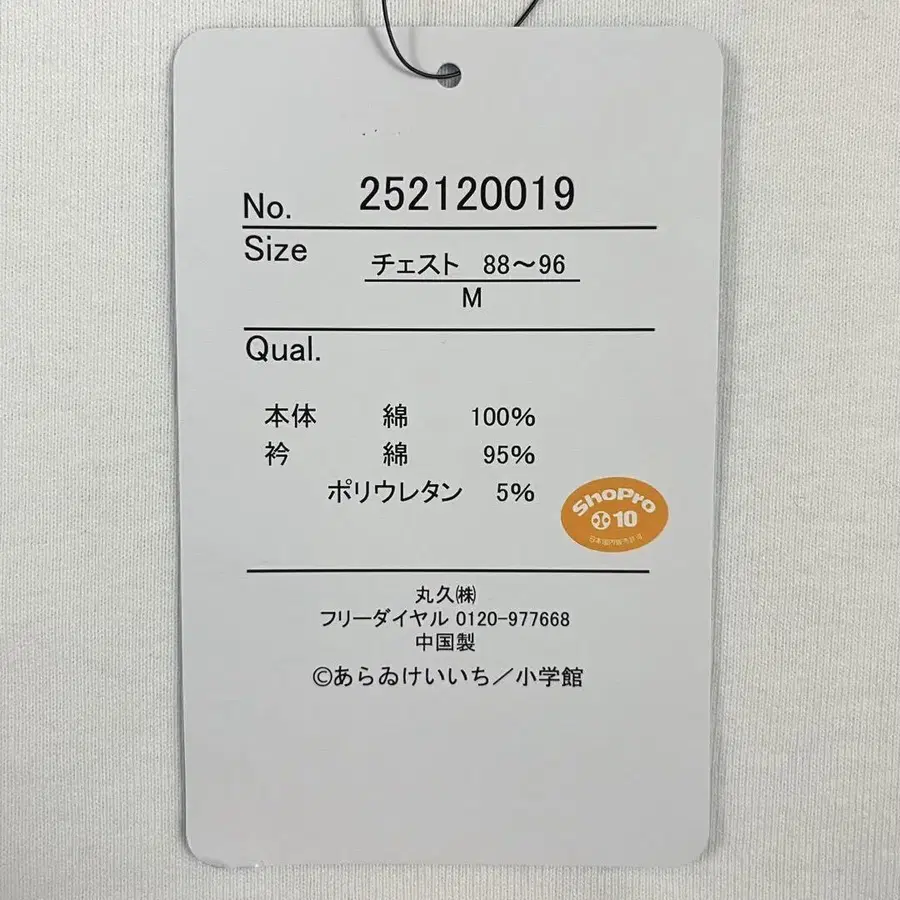 No. 252120019
Size
チェスト 88～96
M
Qual.
本体 綿 100%
衿 綿 95%
ポリウレタン 5%
ShoPro
10
丸久㈱
フリーダイヤル 0120-977668
中国製
©あらゐけいいち／小学館